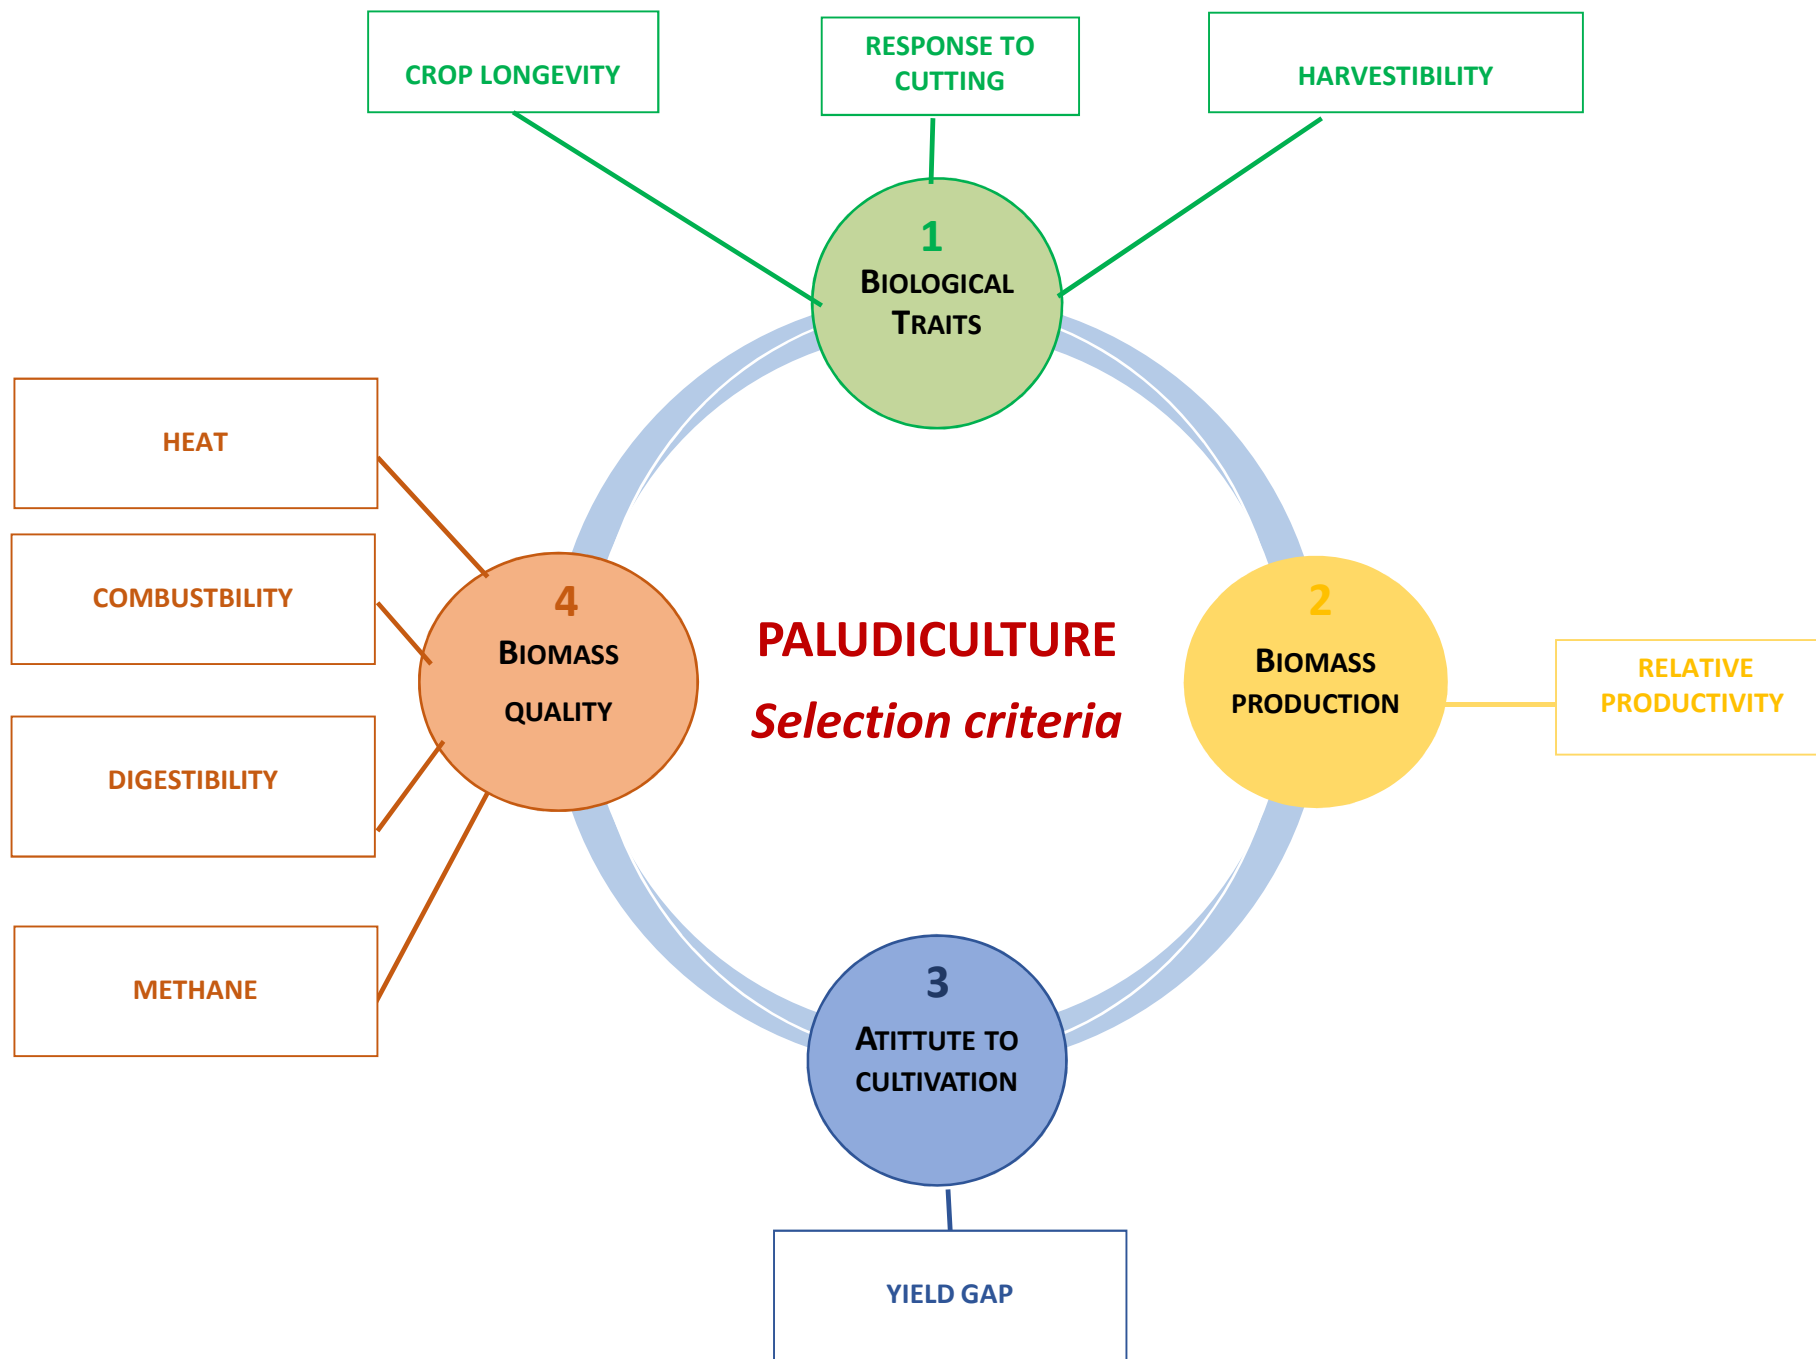 CROP LONGEVITY
RESPONSE TO
CUTTING
HARVESTIBILITY
1
BIOLOGICAL
TRAITS
HEAT
COMBUSTBILITY
DIGESTIBILITY
METHANE
4
BIOMASS
QUALITY
PALUDICULTURE
Selection criteria
2
BIOMASS
PRODUCTION
RELATIVE
PRODUCTIVITY
3
ATITTUTE TO
CULTIVATION
YIELD GAP